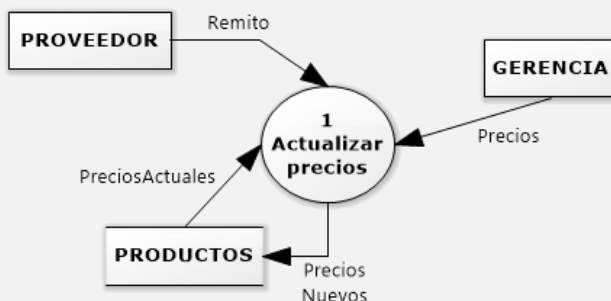 Remito
PROVEEDOR
GERENCIA
1
Actualizar
precios
Precios
PreciosActuales
PRODUCTOS
Precios
Nuevos